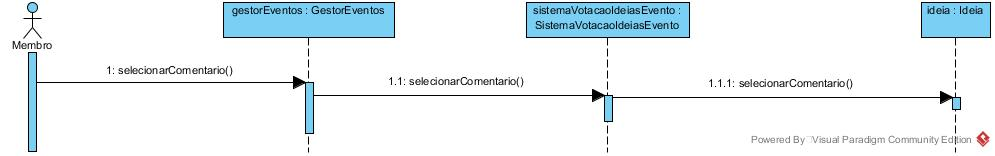 gestorEventos : GestorEventos
sistemaVotacaoIdeiasEvento :
SistemaVotacaoIdeiasEvento
ideia : Ideia
Membro
1: selecionarComentario()
1.1: selecionarComentario()
1.1.1: selecionarComentario()
Powered By Visual Paradigm Community Edition